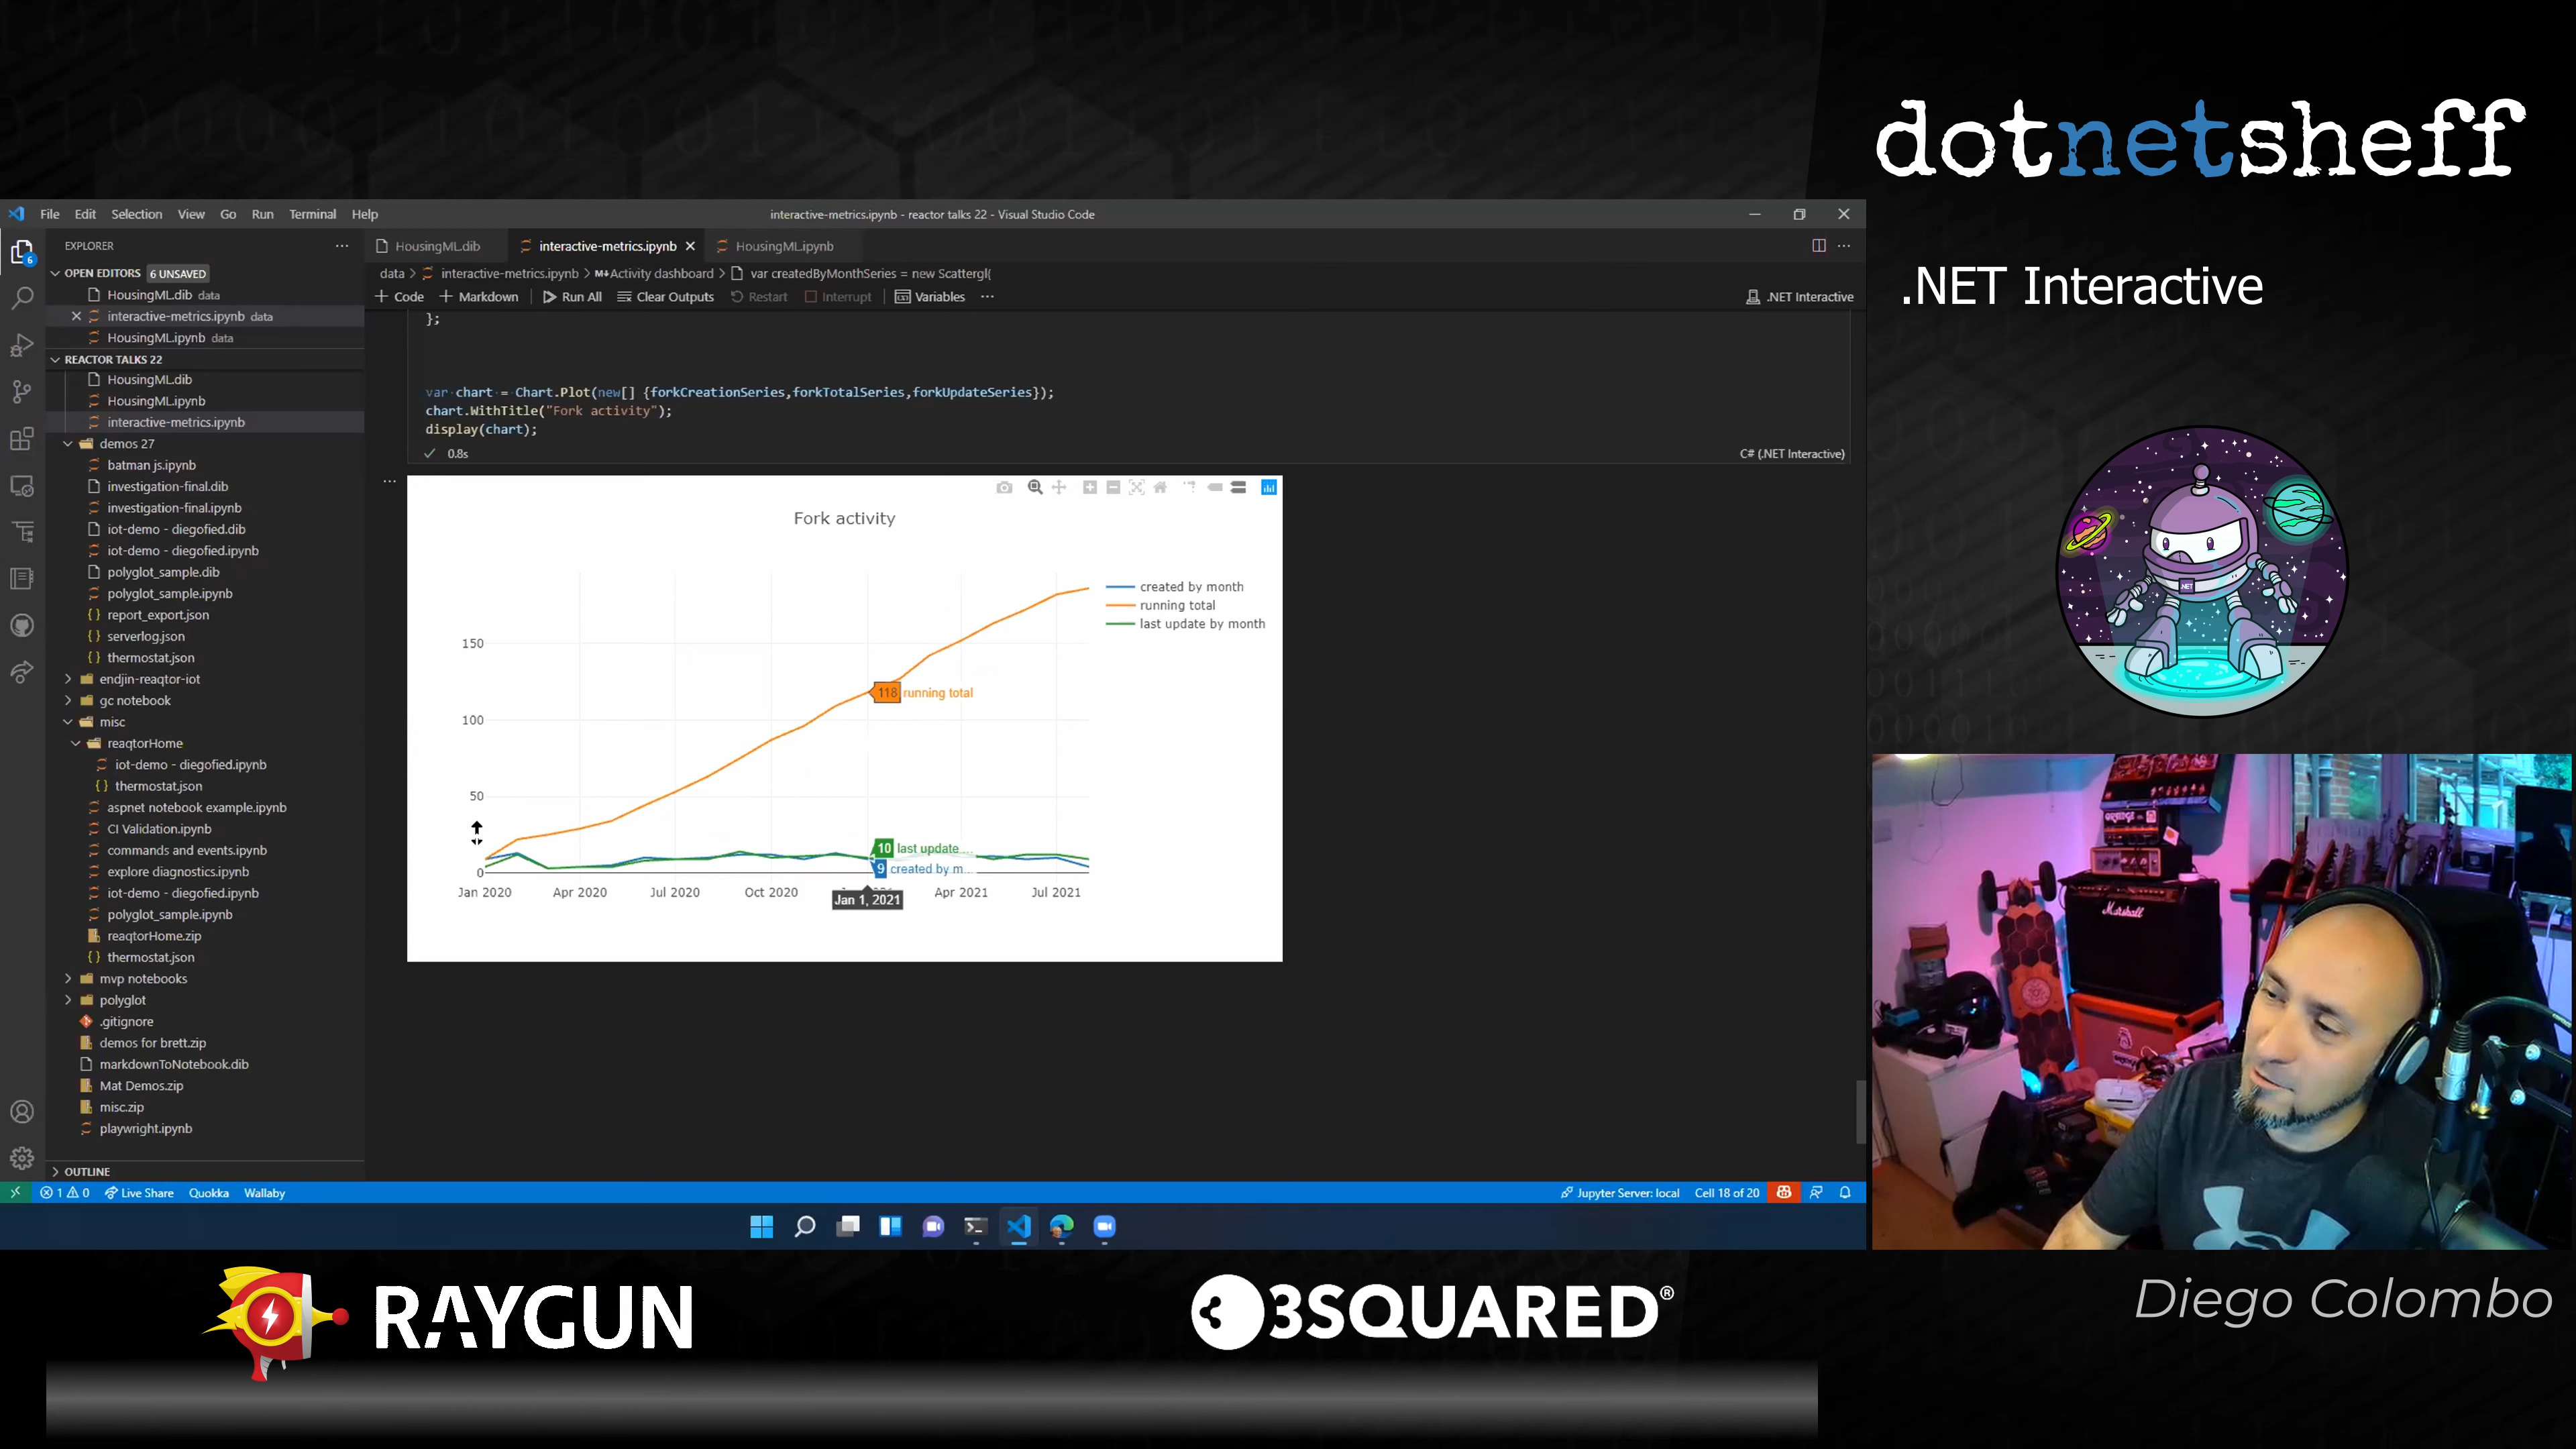 dotnetsheff
.NET Interactive
File Edit Selection View Go Run Terminal Help
interactive-metrics.ipynb - reactor talks 22 - Visual Studio Code
EXPLORER
HousingML.dib
interactive-metrics.ipynb
HousingML.ipynb
OPEN EDITORS 6 UNSAVED
HousingML.dib data
interactive-metrics.ipynb data
HousingML.ipynb data
REACTOR TALKS 22
HousingML.dib
HousingML.ipynb
interactive-metrics.ipynb
demos 27
batman js.ipynb
investigation-final.dib
investigation-final.ipynb
iot-demo - diegofied.dib
iot-demo - diegofied.ipynb
polyglot_sample.dib
polyglot_sample.ipynb
report_export.json
serverlog.json
thermostat.json
endjin-reaqtor-iot
gc notebook
misc
reaqtorHome
iot-demo - diegofied.ipynb
thermostat.json
aspnet notebook example.ipynb
CI Validation.ipynb
commands and events.ipynb
explore diagnostics.ipynb
iot-demo - diegofied.ipynb
polyglot_sample.ipynb
reaqtorHome.zip
thermostat.json
mvp notebooks
polyglot
.gitignore
demos for brett.zip
markdownToNotebook.dib
Mat Demos.zip
misc.zip
playwright.ipynb
OUTLINE
data > interactive-metrics.ipynb > M↓Activity dashboard > var createdByMonthSeries = new Scattergl(
+ Code + Markdown Run All Clear Outputs Restart Interrupt Variables ...
.NET Interactive
};
var chart = Chart.Plot(new[] {forkCreationSeries,forkTotalSeries,forkUpdateSeries});
chart.WithTitle("Fork activity");
display(chart);
0.8s
C# (.NET Interactive)
Fork activity
created by month
running total
last update by month
150
118 running total
100
50
10 last update ...
9 created by m...
0
Jan 2020 Apr 2020 Jul 2020 Oct 2020 Apr 2021 Jul 2021
Jan 1, 2021
6
1 0 Live Share Quokka Wallaby
Jupyter Server: local Cell 18 of 20
.NET
Marshall
ORANGE
RAYGUN
3SQUARED®
Diego Colombo